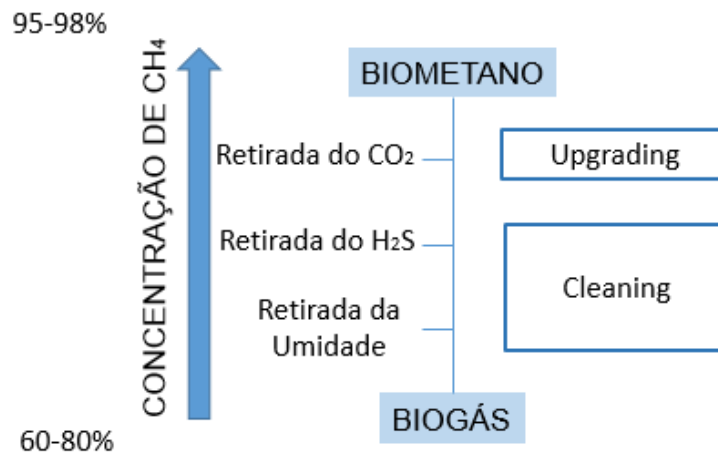 95-98%
CONCENTRAÇÃO DE CH₄
BIOMETANO
Retirada do CO₂
Upgrading
Retirada do H₂S
Cleaning
Retirada da
Umidade
BIOGÁS
60-80%